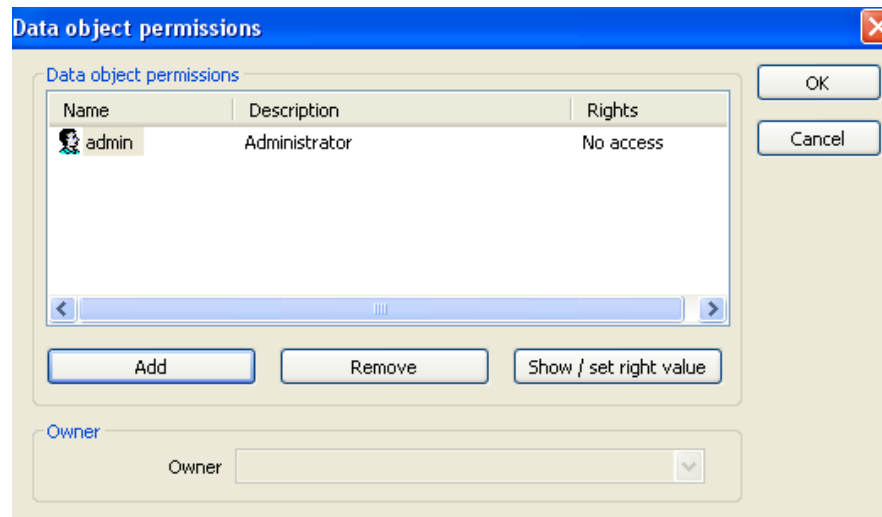 Data object permissions
Data object permissions
OK
Name Description Rights
admin Administrator No access
Cancel
Add Remove Show / set right value
Owner
Owner